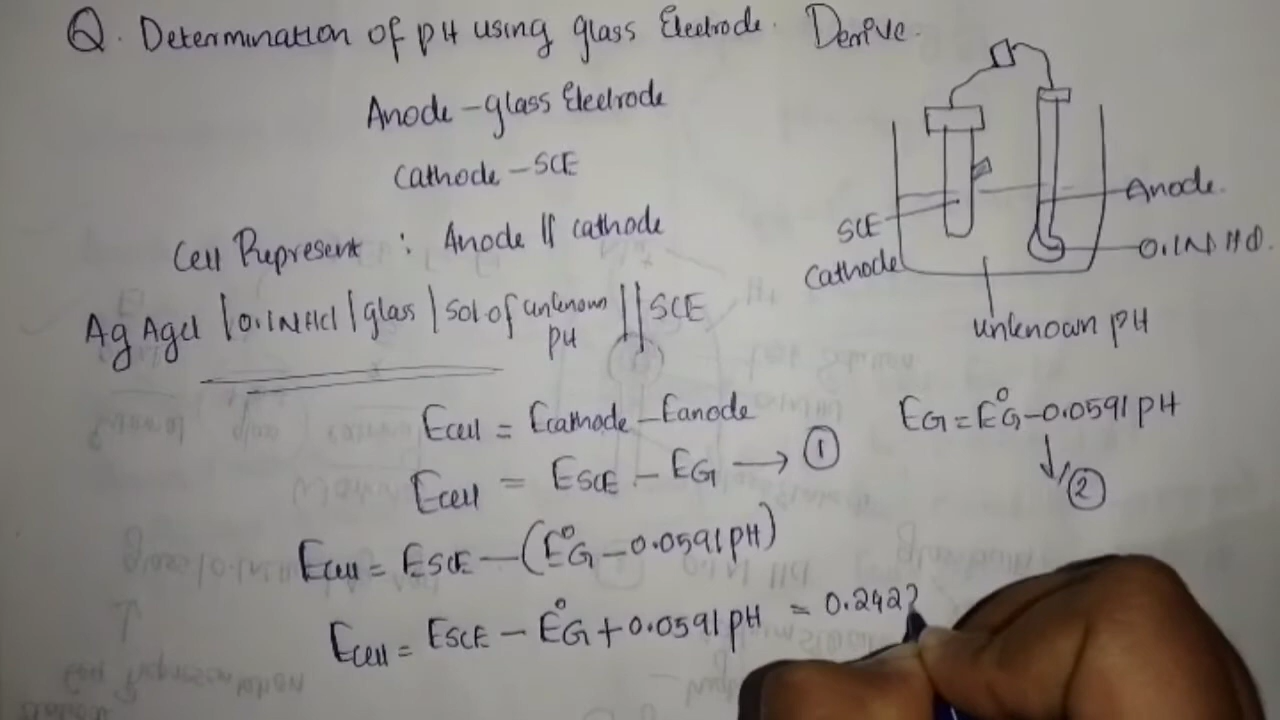 Q. Determination of pH using glass Electrode. Derive.
Anode - glass Electrode
Cathode - SCE
Cell Represent : Anode || cathode
Ag AgCl | 0.1N HCl | glass | Sol of unknown pH || SCE
Ecell = Ecathode - Eanode
Ecell = ESCE - EG → ①
Ecell = ESCE - (E°G - 0.0591 pH)
Ecell = ESCE - E°G + 0.0591 pH = 0.2422
Anode.
SCE
Cathode
0.1N HCl.
unknown pH
EG = E°G - 0.0591 pH
↓ ②